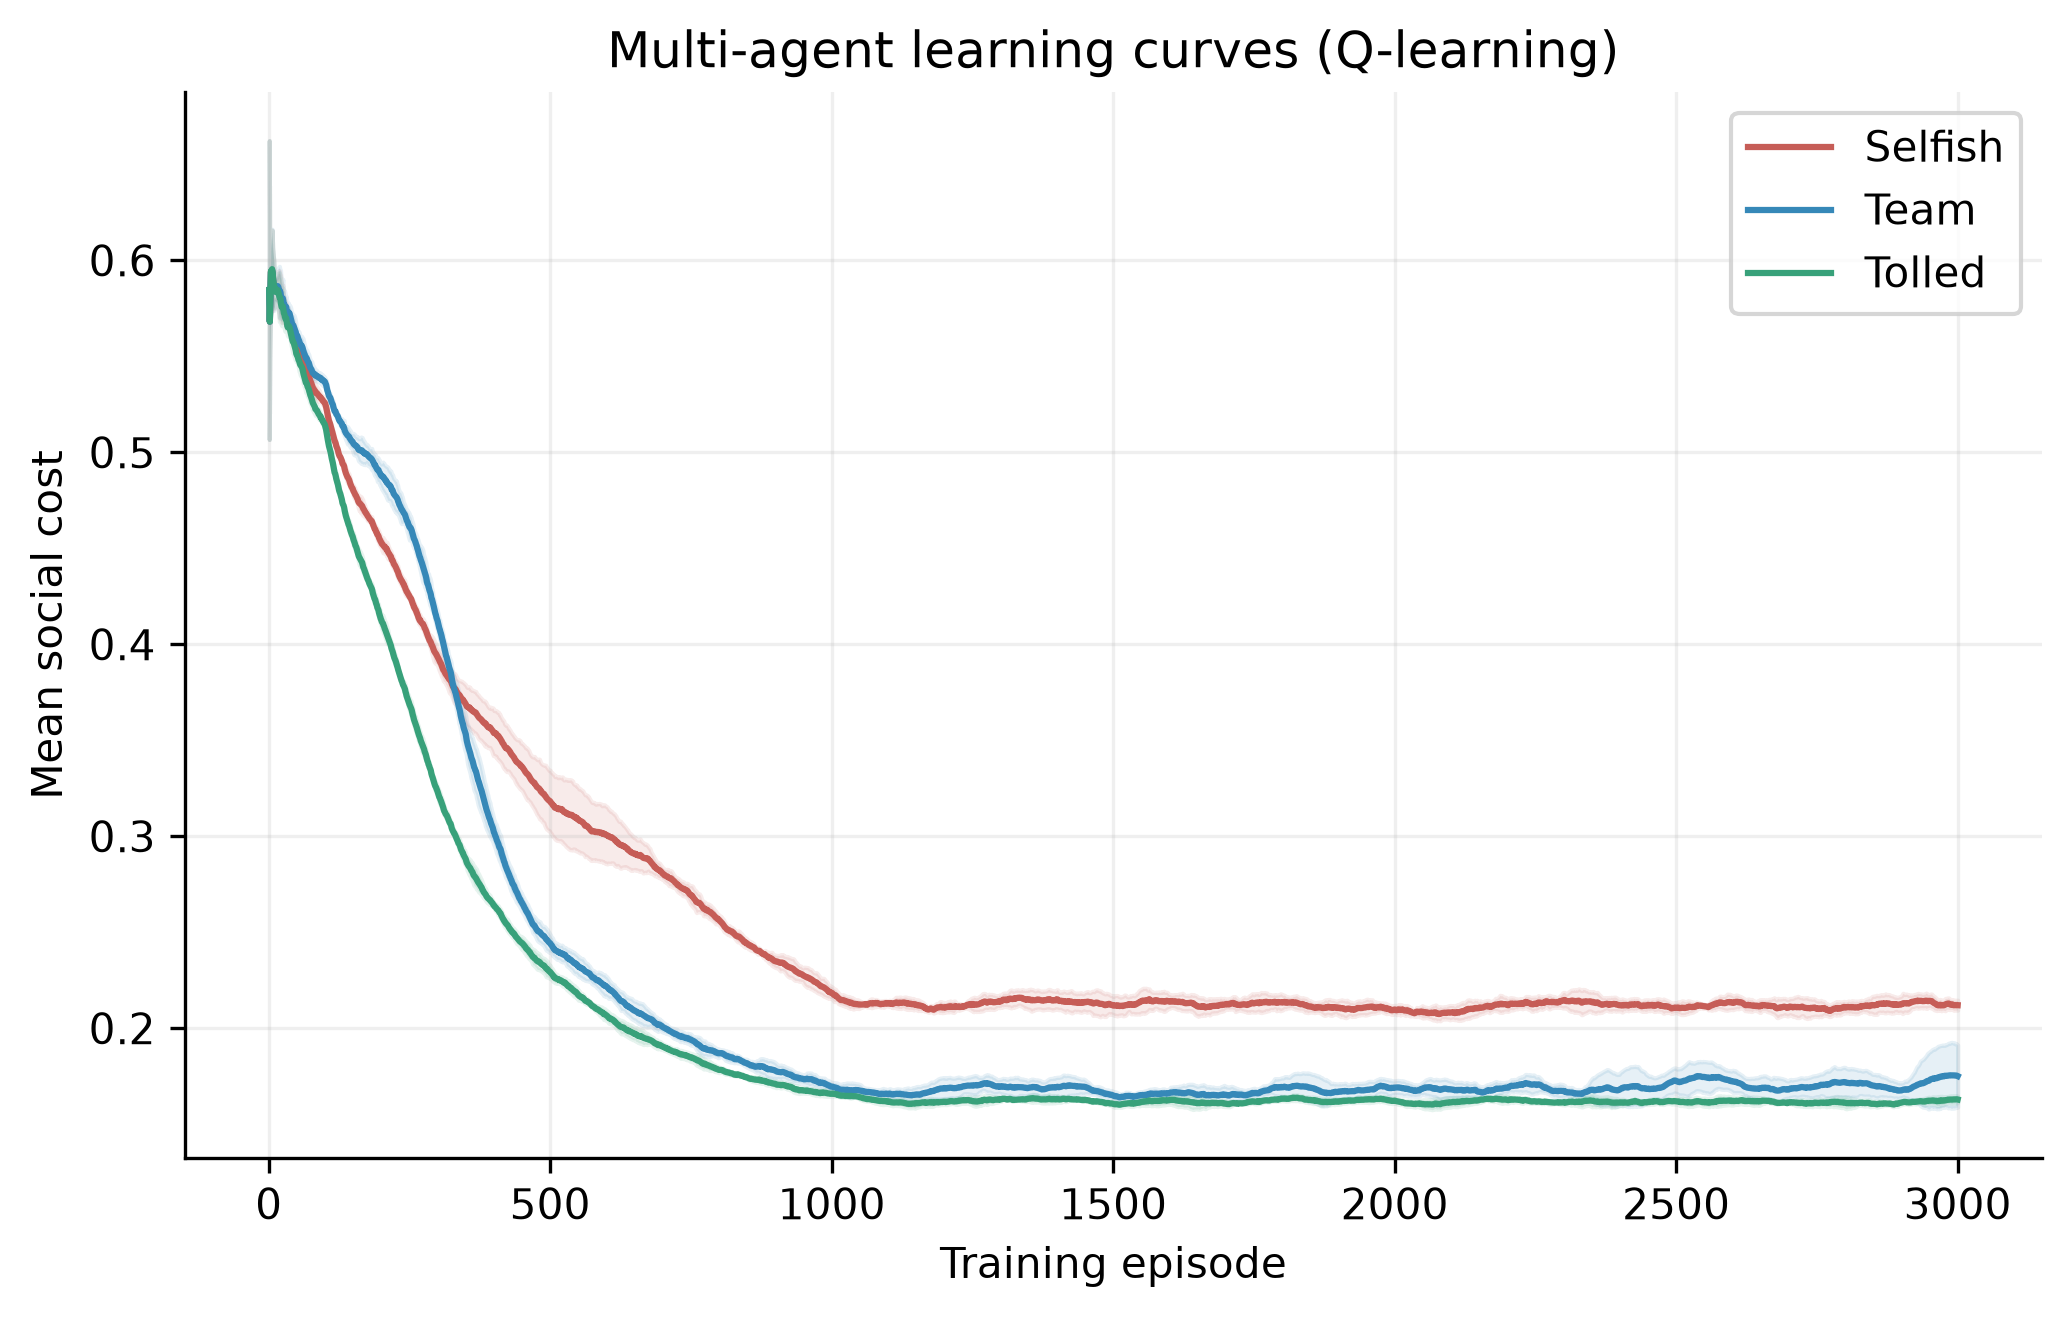 Multi-agent learning curves (Q-learning)
Selfish
Team
Tolled
Mean social cost
0.6
0.5
0.4
0.3
0.2
0
500
1000
1500
2000
2500
3000
Training episode